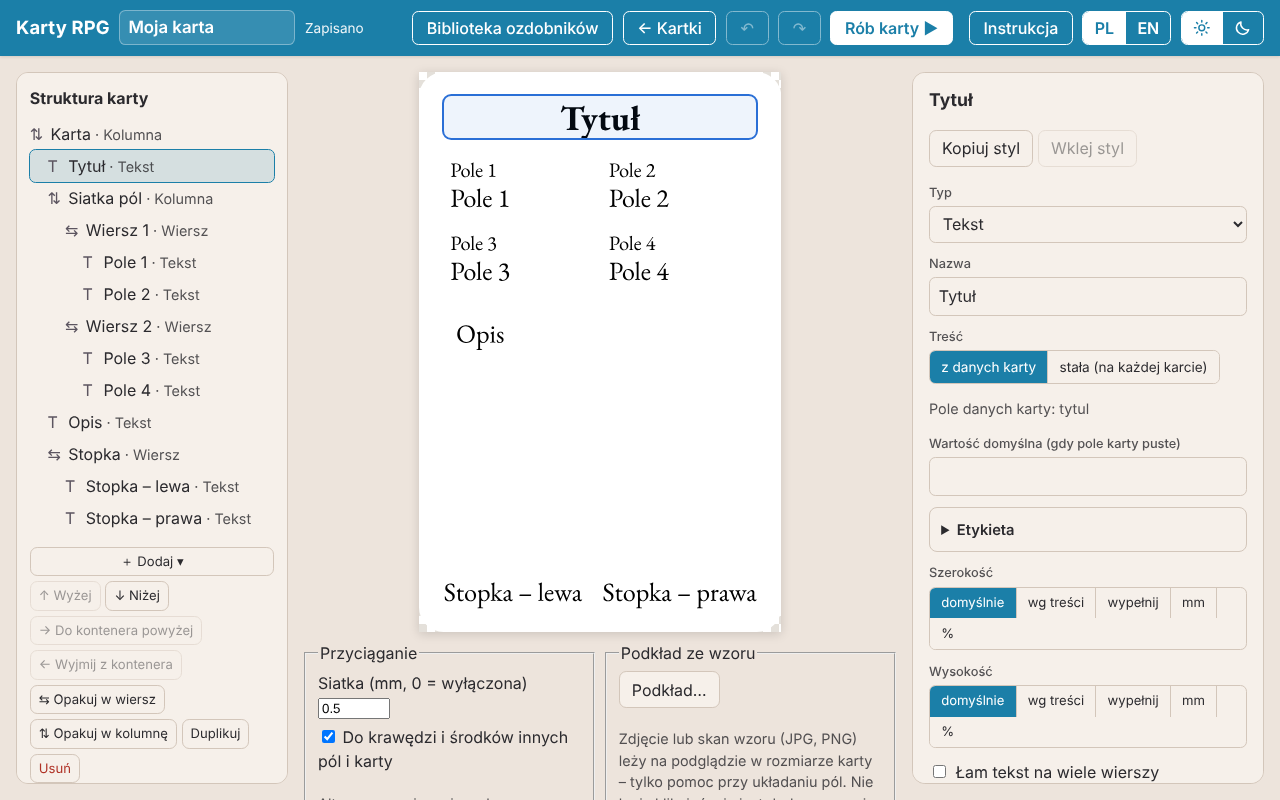 Karty RPG
Moja karta
Zapisano
Biblioteka ozdobników
← Kartki
↶
↷
Rób karty ▶
Instrukcja
PL
EN
Struktura karty
⇅ Karta · Kolumna
T Tytuł · Tekst
⇅ Siatka pól · Kolumna
⇆ Wiersz 1 · Wiersz
T Pole 1 · Tekst
T Pole 2 · Tekst
⇆ Wiersz 2 · Wiersz
T Pole 3 · Tekst
T Pole 4 · Tekst
T Opis · Tekst
⇆ Stopka · Wiersz
T Stopka – lewa · Tekst
T Stopka – prawa · Tekst
+ Dodaj ▾
↑ Wyżej
↓ Niżej
→ Do kontenera powyżej
← Wyjmij z kontenera
⇆ Opakuj w wiersz
⇅ Opakuj w kolumnę
Duplikuj
Usuń
Tytuł
Pole 1 Pole 2
Pole 1 Pole 2
Pole 3 Pole 4
Pole 3 Pole 4
Opis
Stopka – lewa Stopka – prawa
Przyciąganie
Siatka (mm, 0 = wyłączona)
0.5
Do krawędzi i środków innych
pól i karty
Podkład ze wzoru
Podkład…
Zdjęcie lub skan wzoru (JPG, PNG)
leży na podglądzie w rozmiarze karty
– tylko pomoc przy układaniu pól. Nie
Tytuł
Kopiuj styl
Wklej styl
Typ
Tekst
Nazwa
Tytuł
Treść
z danych karty
stała (na każdej karcie)
Pole danych karty: tytul
Wartość domyślna (gdy pole karty puste)
▶ Etykieta
Szerokość
domyślnie
wg treści
wypełnij
mm
%
Wysokość
domyślnie
wg treści
wypełnij
mm
%
Łam tekst na wiele wierszy